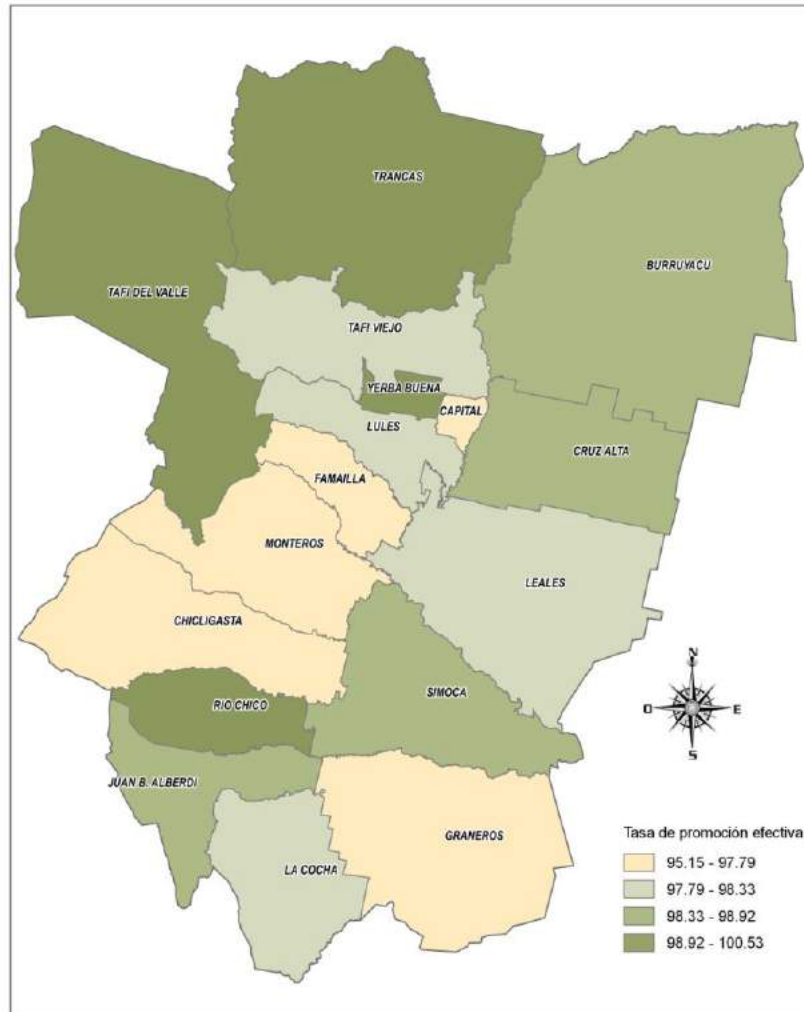 TRANCAS
BURRUYACU
TAFI DEL VALLE
TAFI VIEJO
YERBA BUENA
CAPITAL
LULES
CRUZ ALTA
FAMAILLA
MONTEROS
LEALES
CHICLIGASTA
N
SIMOCA
RIO CHICO
O E
S
JUAN B. ALBERDI
Tasa de promoción efectiva
GRANEROS
95.15 - 97.79
LA COCHA
97.79 - 98.33
98.33 - 98.92
98.92 - 100.53